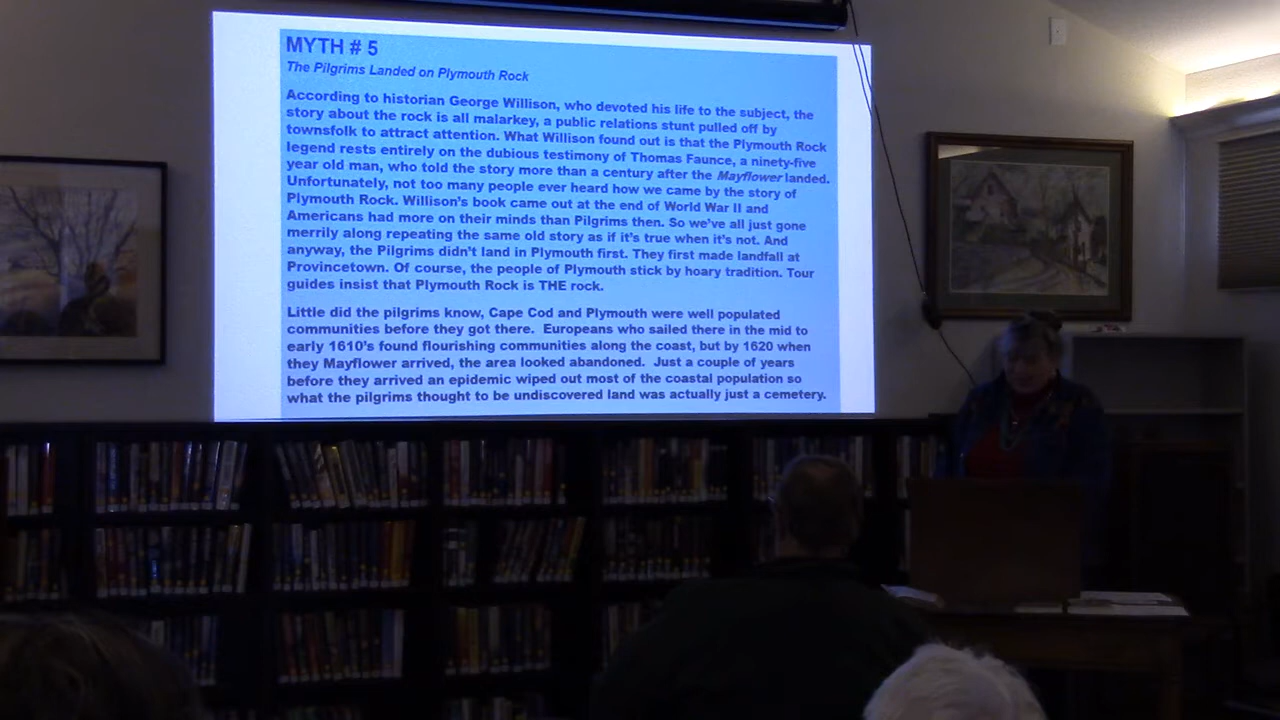 MYTH # 5
The Pilgrims Landed on Plymouth Rock
According to historian George Willison, who devoted his life to the subject, the
story about the rock is all malarkey, a public relations stunt pulled off by
townsfolk to attract attention. What Willison found out is that the Plymouth Rock
legend rests entirely on the dubious testimony of Thomas Faunce, a ninety-five
year old man, who told the story more than a century after the Mayflower landed.
Unfortunately, not too many people ever heard how we came by the story of
Plymouth Rock. Willison's book came out at the end of World War II and
Americans had more on their minds than Pilgrims then. So we've all just gone
merrily along repeating the same old story as if it's true when it's not. And
anyway, the Pilgrims didn't land in Plymouth first. They first made landfall at
Provincetown. Of course, the people of Plymouth stick by hoary tradition. Tour
guides insist that Plymouth Rock is THE rock.
Little did the pilgrims know, Cape Cod and Plymouth were well populated
communities before they got there.  Europeans who sailed there in the mid to
early 1610's found flourishing communities along the coast, but by 1620 when
they Mayflower arrived, the area looked abandoned.  Just a couple of years
before they arrived an epidemic wiped out most of the coastal population so
what the pilgrims thought to be undiscovered land was actually just a cemetery.